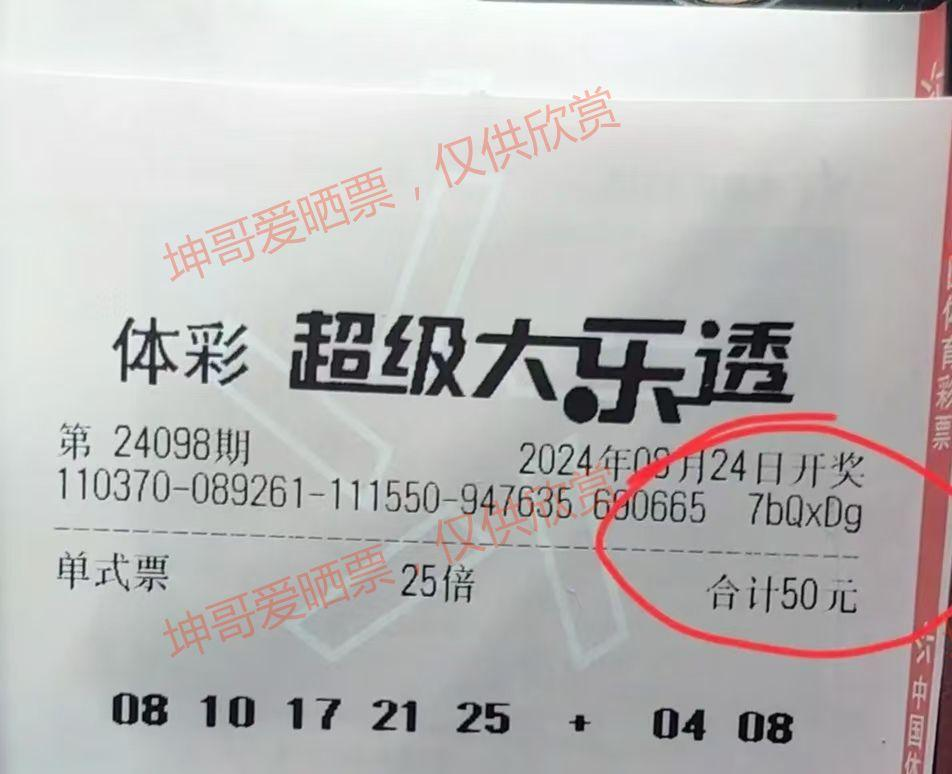 坤哥爱晒票，仅供欣赏
体彩 超级大乐透
第 24098期 2024年08月24日开奖
110370-089261-111550-947635 690665 7bQxDg
坤哥爱晒票，仅供欣赏
单式票 25倍 合计50元
08 10 17 21 25 + 04 08
国体育彩票
中国体